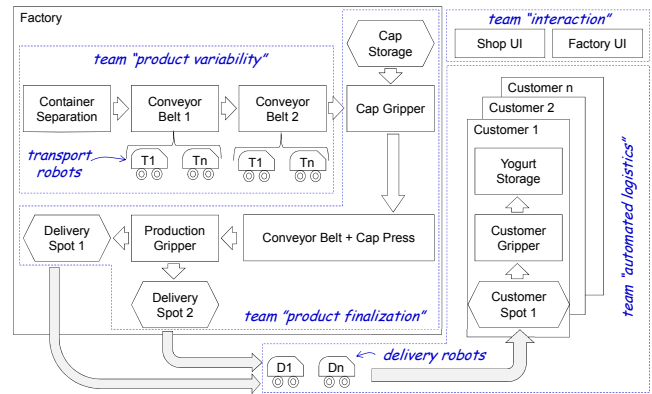 Factory
team "product variability"
Container
Separation
Conveyor
Belt 1
Conveyor
Belt 2
transport
robots
T1
Tn
T1
Tn
Cap
Storage
Cap Gripper
Delivery
Spot 1
Production
Gripper
Conveyor Belt + Cap Press
Delivery
Spot 2
team "product finalization"
team "interaction"
Shop UI
Factory UI
Customer n
Customer 2
Customer 1
Yogurt
Storage
Customer
Gripper
Customer
Spot 1
team "automated logistics"
D1
Dn
delivery robots